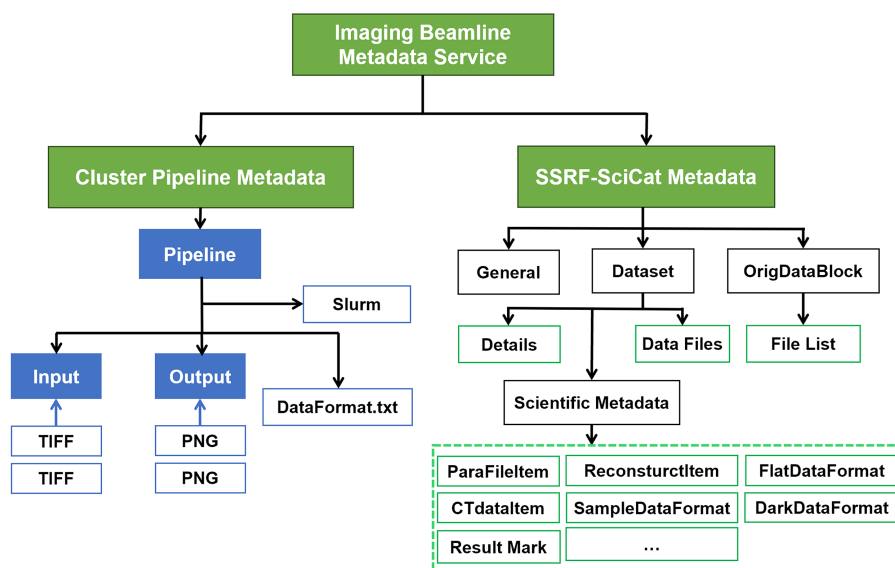 Imaging Beamline
Metadata Service
Cluster Pipeline Metadata
SSRF-SciCat Metadata
Pipeline
General
Dataset
OrigDataBlock
Slurm
Details
Data Files
File List
Input
Output
DataFormat.txt
Scientific Metadata
TIFF
PNG
TIFF
PNG
ParaFileItem
ReconsturctItem
FlatDataFormat
CTdataItem
SampleDataFormat
DarkDataFormat
Result Mark
...